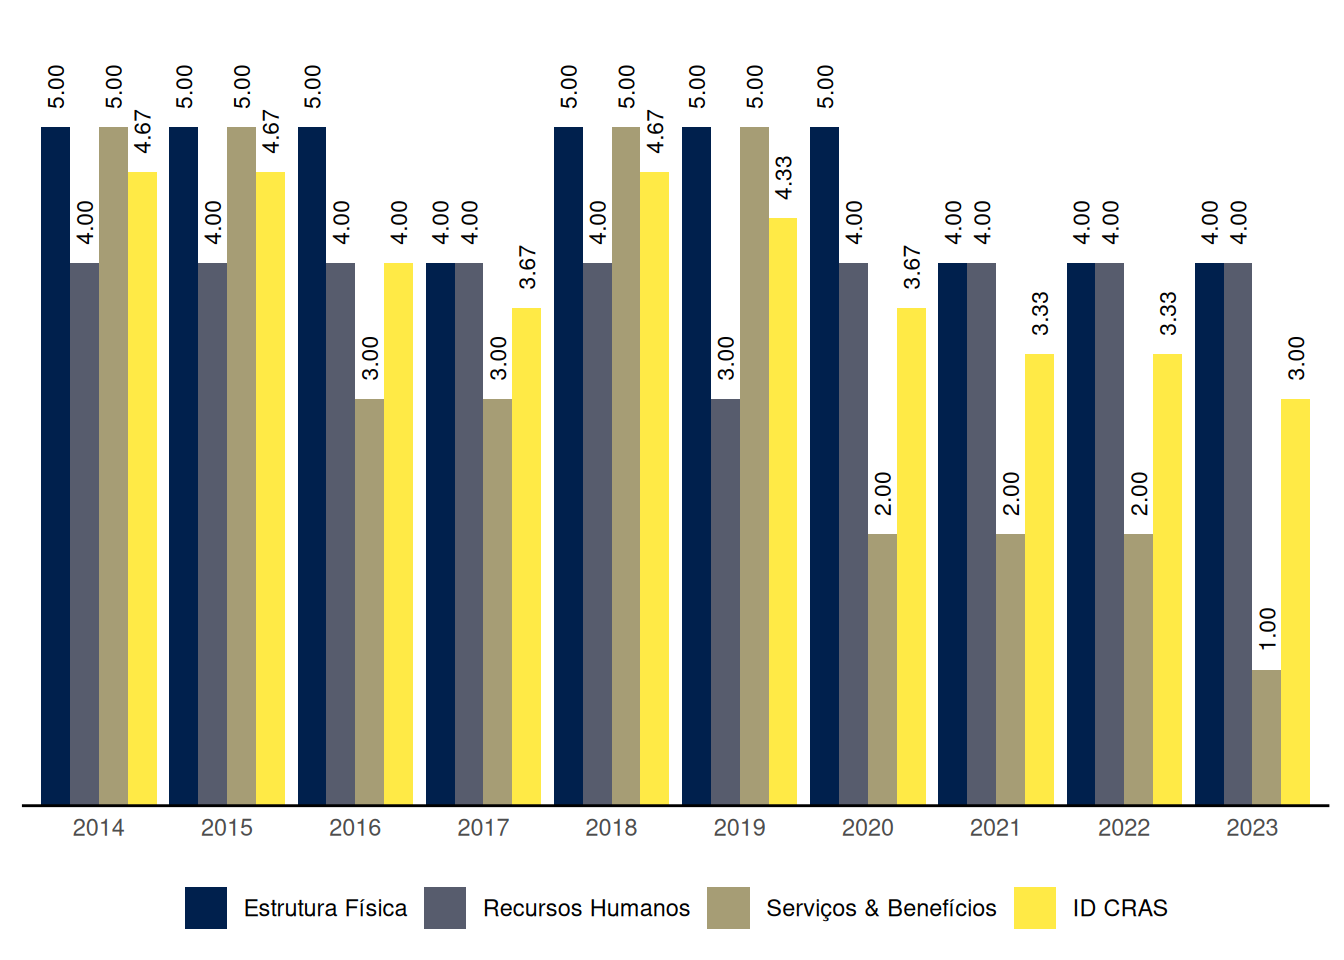 5.00 4.00 5.00 4.67 5.00 4.00 5.00 4.67 5.00 4.00 3.00 4.00 4.00 4.00 3.00 3.67 5.00 4.00 5.00 4.67 5.00 3.00 5.00 4.33 5.00 4.00 2.00 3.67 4.00 4.00 2.00 3.33 4.00 4.00 2.00 3.33 4.00 4.00 1.00 3.00
2014 2015 2016 2017 2018 2019 2020 2021 2022 2023
Estrutura Física Recursos Humanos Serviços & Benefícios ID CRAS